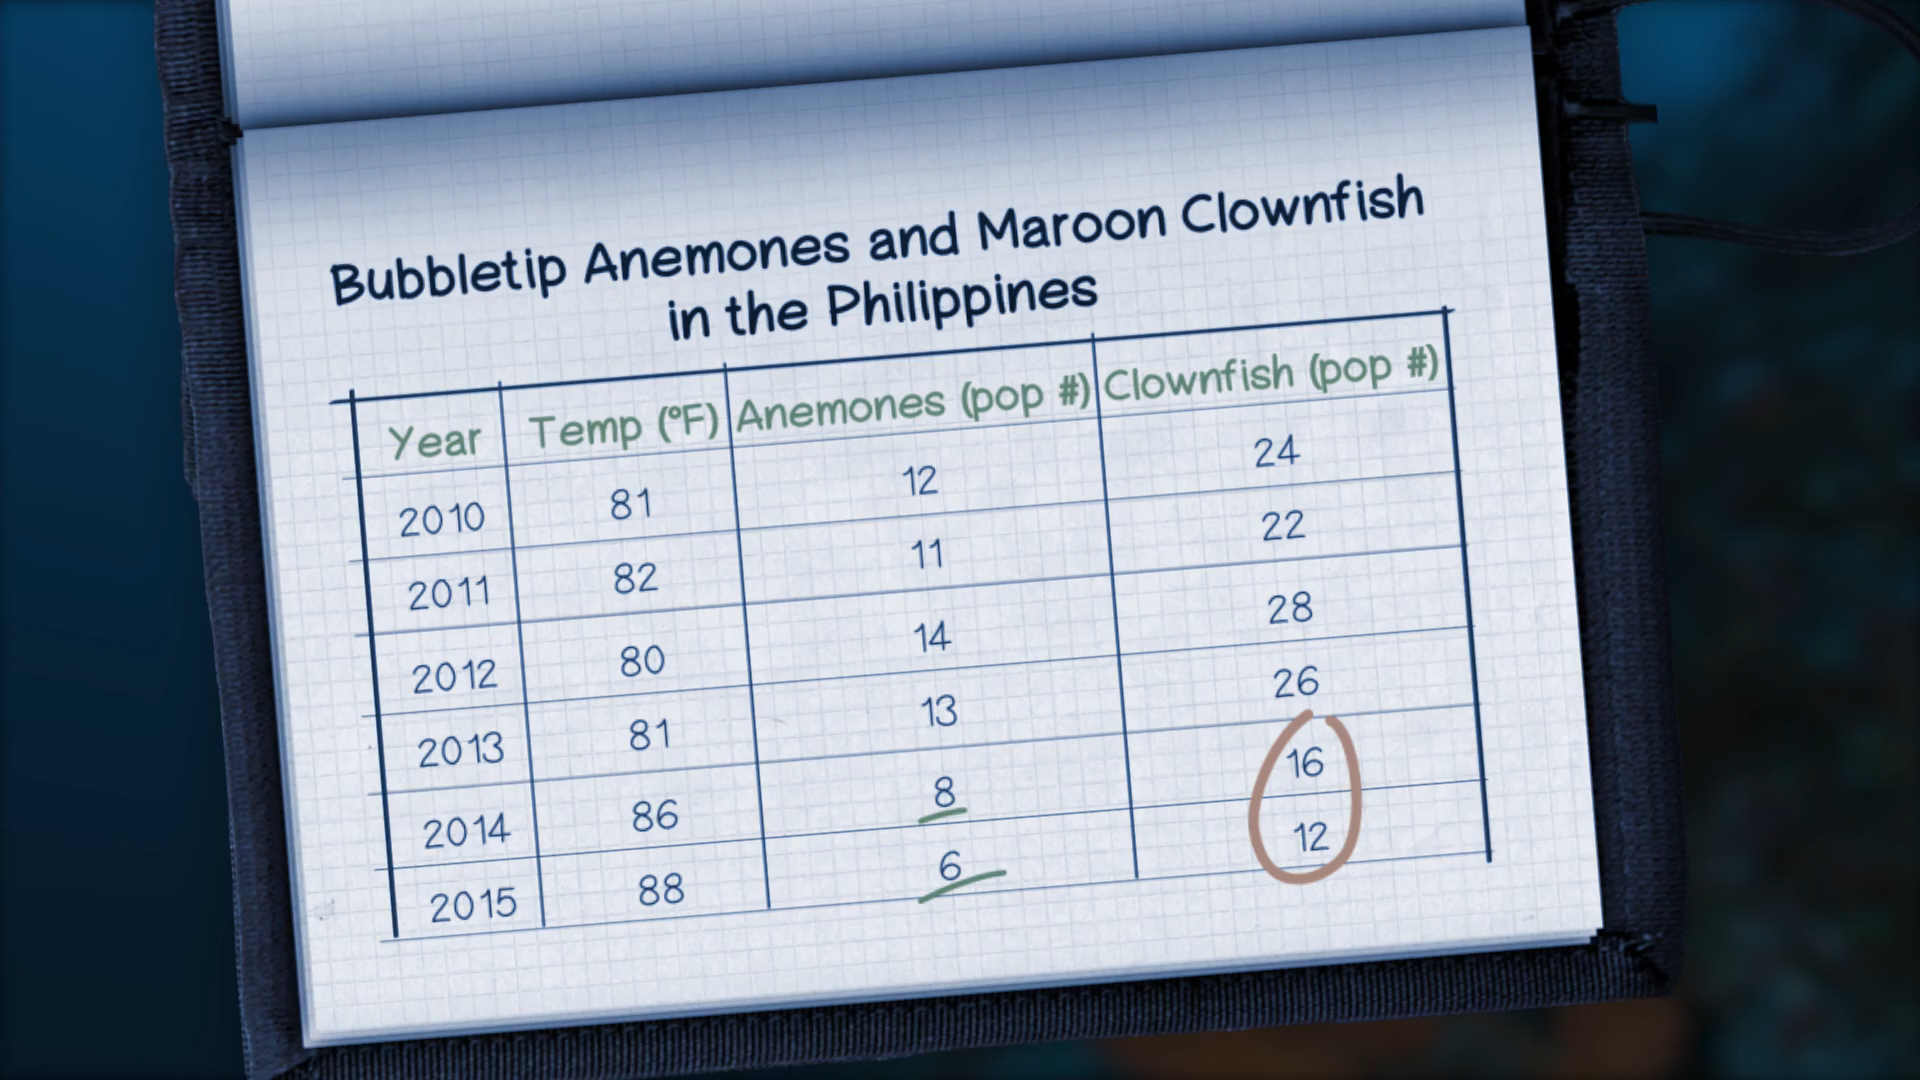 Bubbletip Anemones and Maroon Clownfish
in the Philippines
Year Temp (°F) Anemones (pop #) Clownfish (pop #)
2010 81 12 24
2011 82 11 22
2012 80 14 28
2013 81 13 26
2014 86 8 16
2015 88 6 12